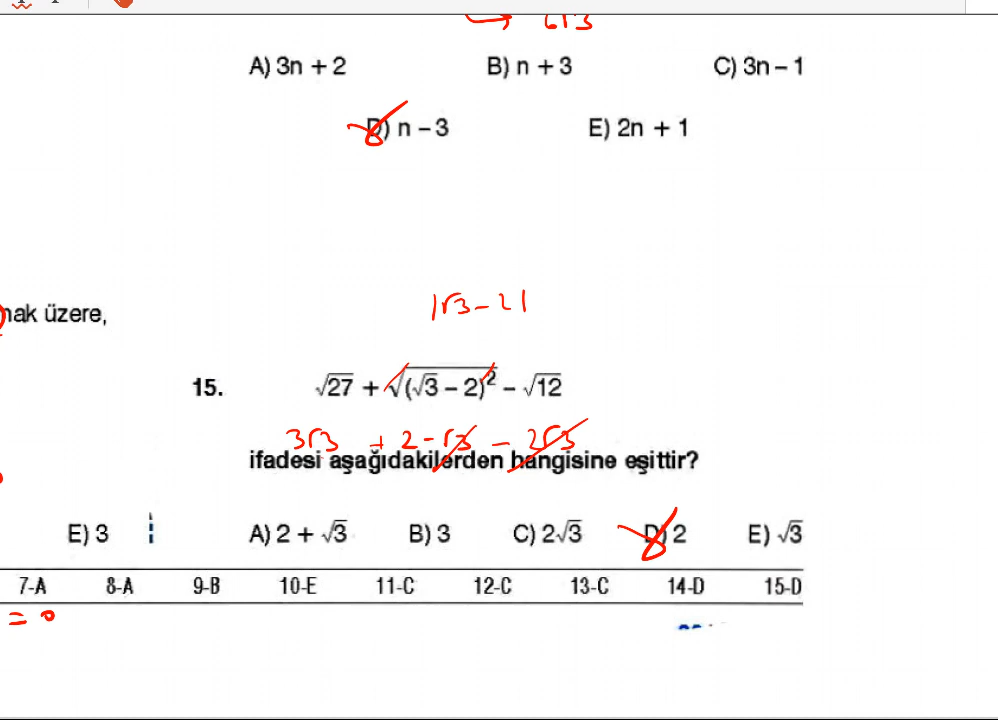 6√3
A) 3n + 2 B) n + 3 C) 3n – 1
D) n – 3 E) 2n + 1
mak üzere,
|√3 – 2|
15. √27 + √(√3 – 2)² – √12
3√3 + 2 – √3 – 2√3
ifadesi aşağıdakilerden hangisine eşittir?
E) 3 A) 2 + √3 B) 3 C) 2√3 D) 2 E) √3
7-A 8-A 9-B 10-E 11-C 12-C 13-C 14-D 15-D
= 0